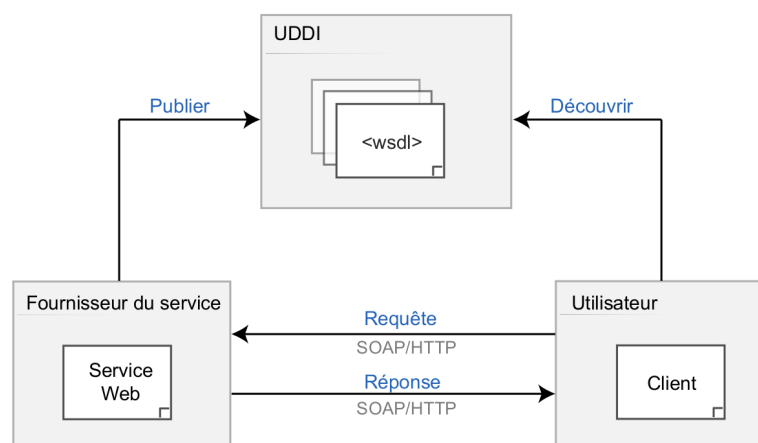 UDDI
Publier
Découvrir
<wsdl>
Fournisseur du service
Utilisateur
Requête
SOAP/HTTP
Service
Web
Réponse
SOAP/HTTP
Client